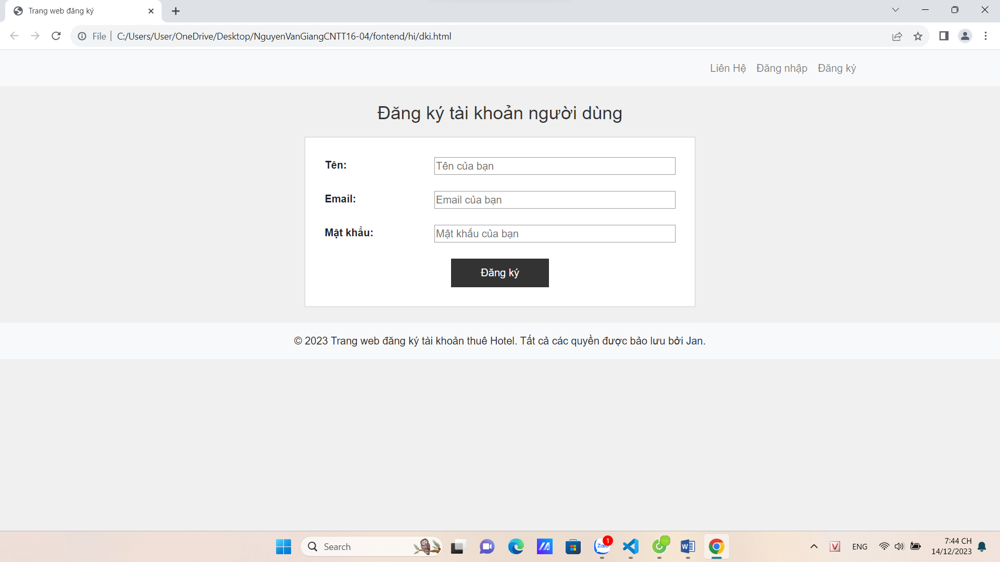 Trang web đăng ký
File
C:/Users/User/OneDrive/Desktop/NguyenVanGiangCNTT16-04/fontend/hi/dki.html
Liên Hệ Đăng nhập Đăng ký
Đăng ký tài khoản người dùng
Tên:
Tên của bạn
Email:
Email của bạn
Mật khẩu:
Mật khấu của bạn
Đăng ký
© 2023 Trang web đăng ký tài khoản thuê Hotel. Tất cả các quyền được bảo lưu bởi Jan.
Search
Zalo
1
W
V
ENG
7:44 CH
14/12/2023